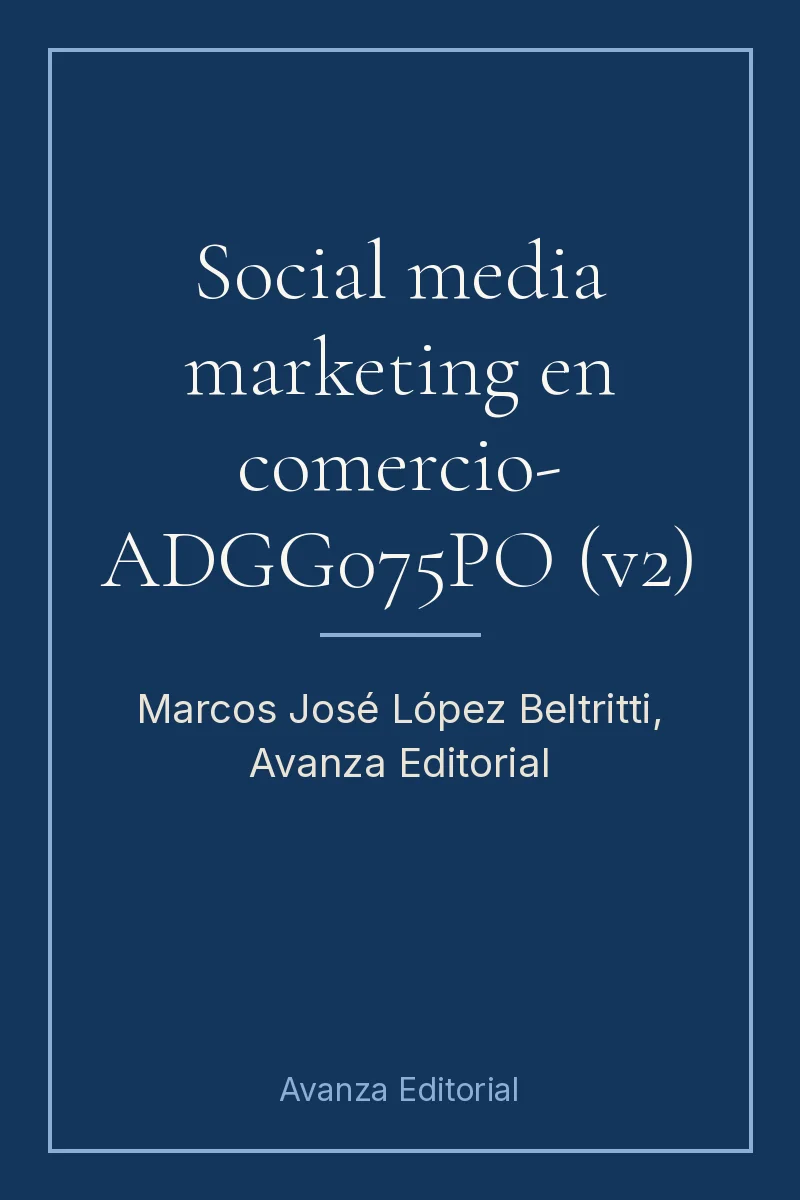 Social media
marketing en
comercio-
ADGG075PO (v2)
Marcos José López Beltritti,
Avanza Editorial
Avanza Editorial